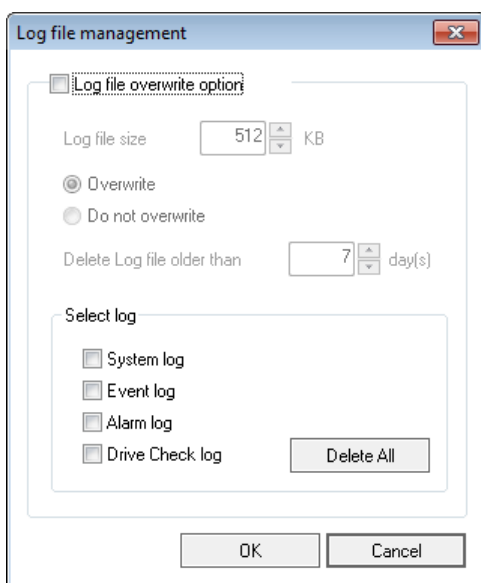 Log file management
Log file overwrite option
Log file size 512 KB
Overwrite
Do not overwrite
Delete Log file older than 7 day(s)
Select log
System log
Event log
Alarm log
Drive Check log Delete All
OK Cancel